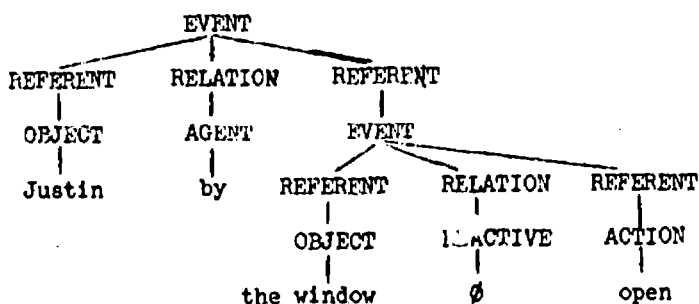 EVENT
REFERENT RELATION REFERENT
OBJECT AGENT EVENT
Justin by REFERENT RELATION REFERENT
OBJECT ACTION
the window ∅ open